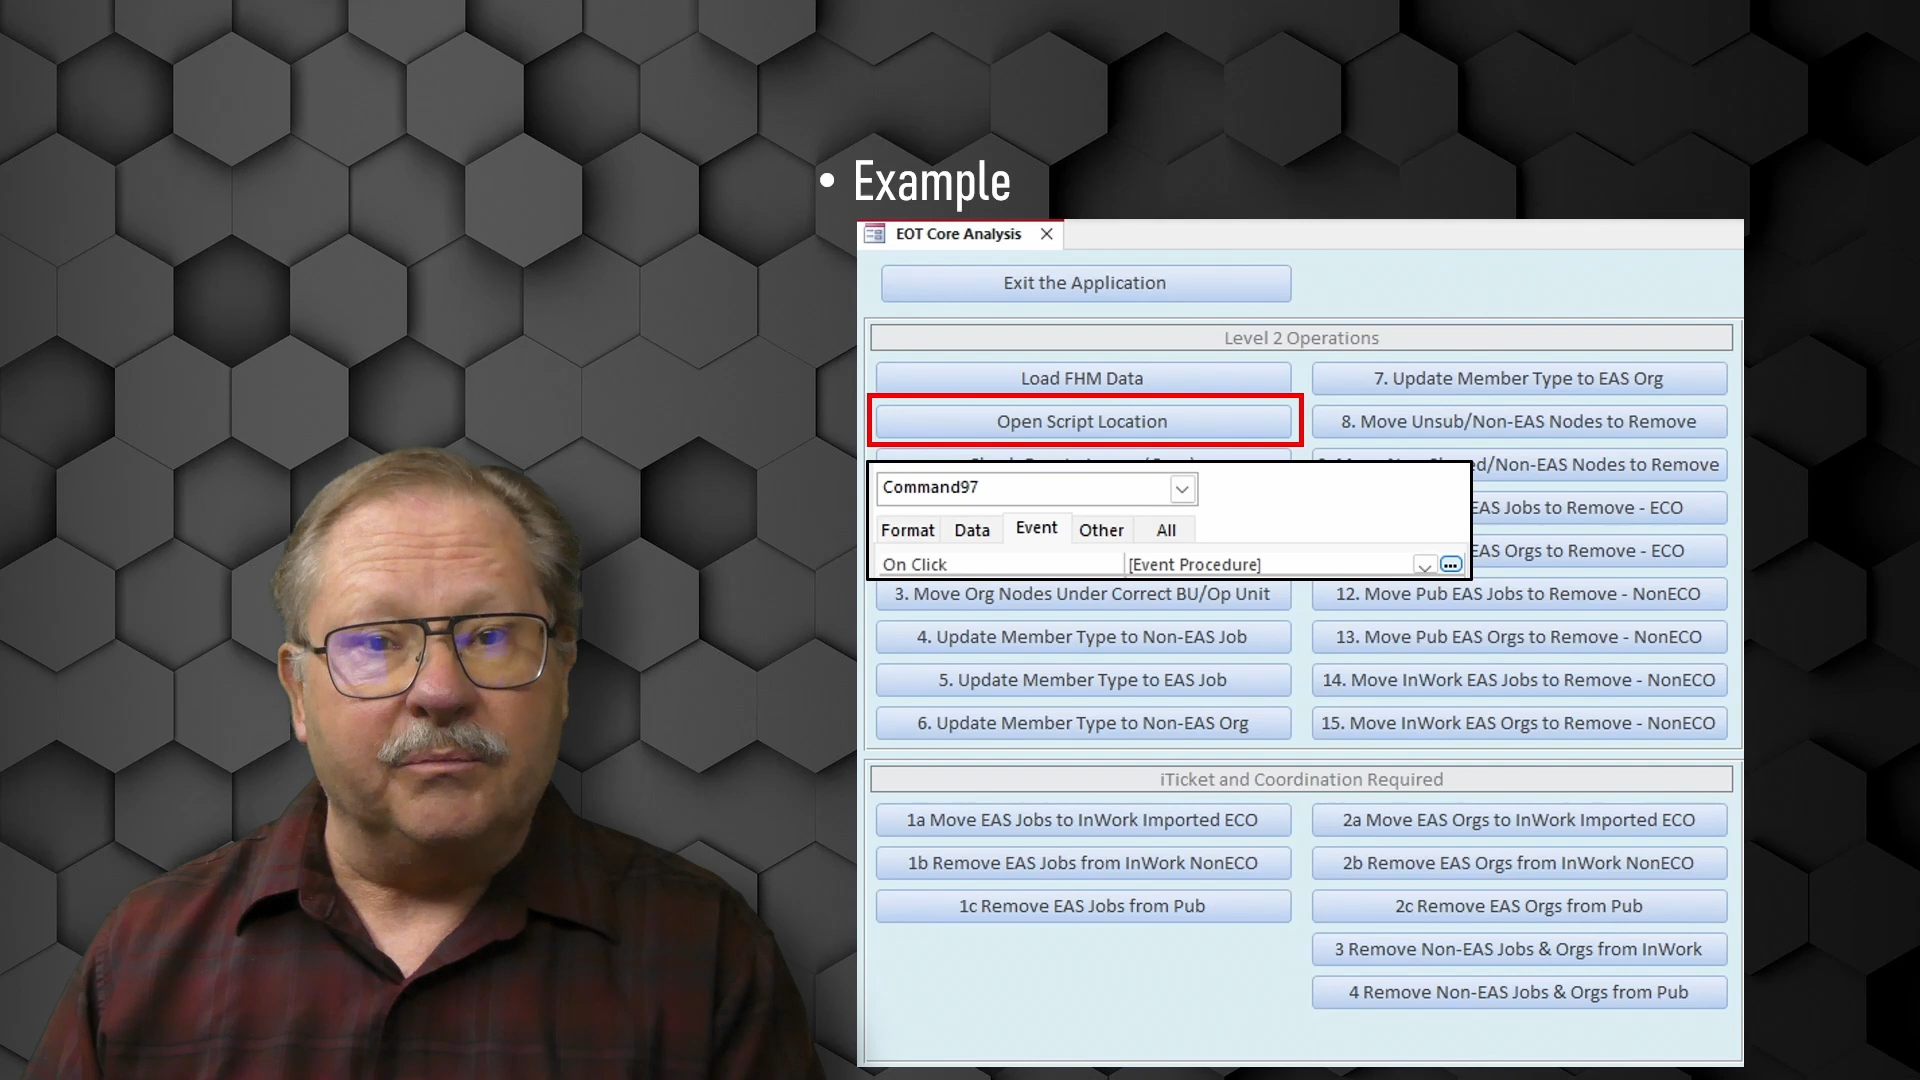 • Example
EOT Core Analysis
Exit the Application
Level 2 Operations
Load FHM Data
Open Script Location
Command97
Format Data Event Other All
On Click [Event Procedure]
3. Move Org Nodes Under Correct BU/Op Unit
4. Update Member Type to Non-EAS Job
5. Update Member Type to EAS Job
6. Update Member Type to Non-EAS Org
7. Update Member Type to EAS Org
8. Move Unsub/Non-EAS Nodes to Remove
/Non-EAS Nodes to Remove
EAS Jobs to Remove - ECO
EAS Orgs to Remove - ECO
12. Move Pub EAS Jobs to Remove - NonECO
13. Move Pub EAS Orgs to Remove - NonECO
14. Move InWork EAS Jobs to Remove - NonECO
15. Move InWork EAS Orgs to Remove - NonECO
iTicket and Coordination Required
1a Move EAS Jobs to InWork Imported ECO
1b Remove EAS Jobs from InWork NonECO
1c Remove EAS Jobs from Pub
2a Move EAS Orgs to InWork Imported ECO
2b Remove EAS Orgs from InWork NonECO
2c Remove EAS Orgs from Pub
3 Remove Non-EAS Jobs & Orgs from InWork
4 Remove Non-EAS Jobs & Orgs from Pub